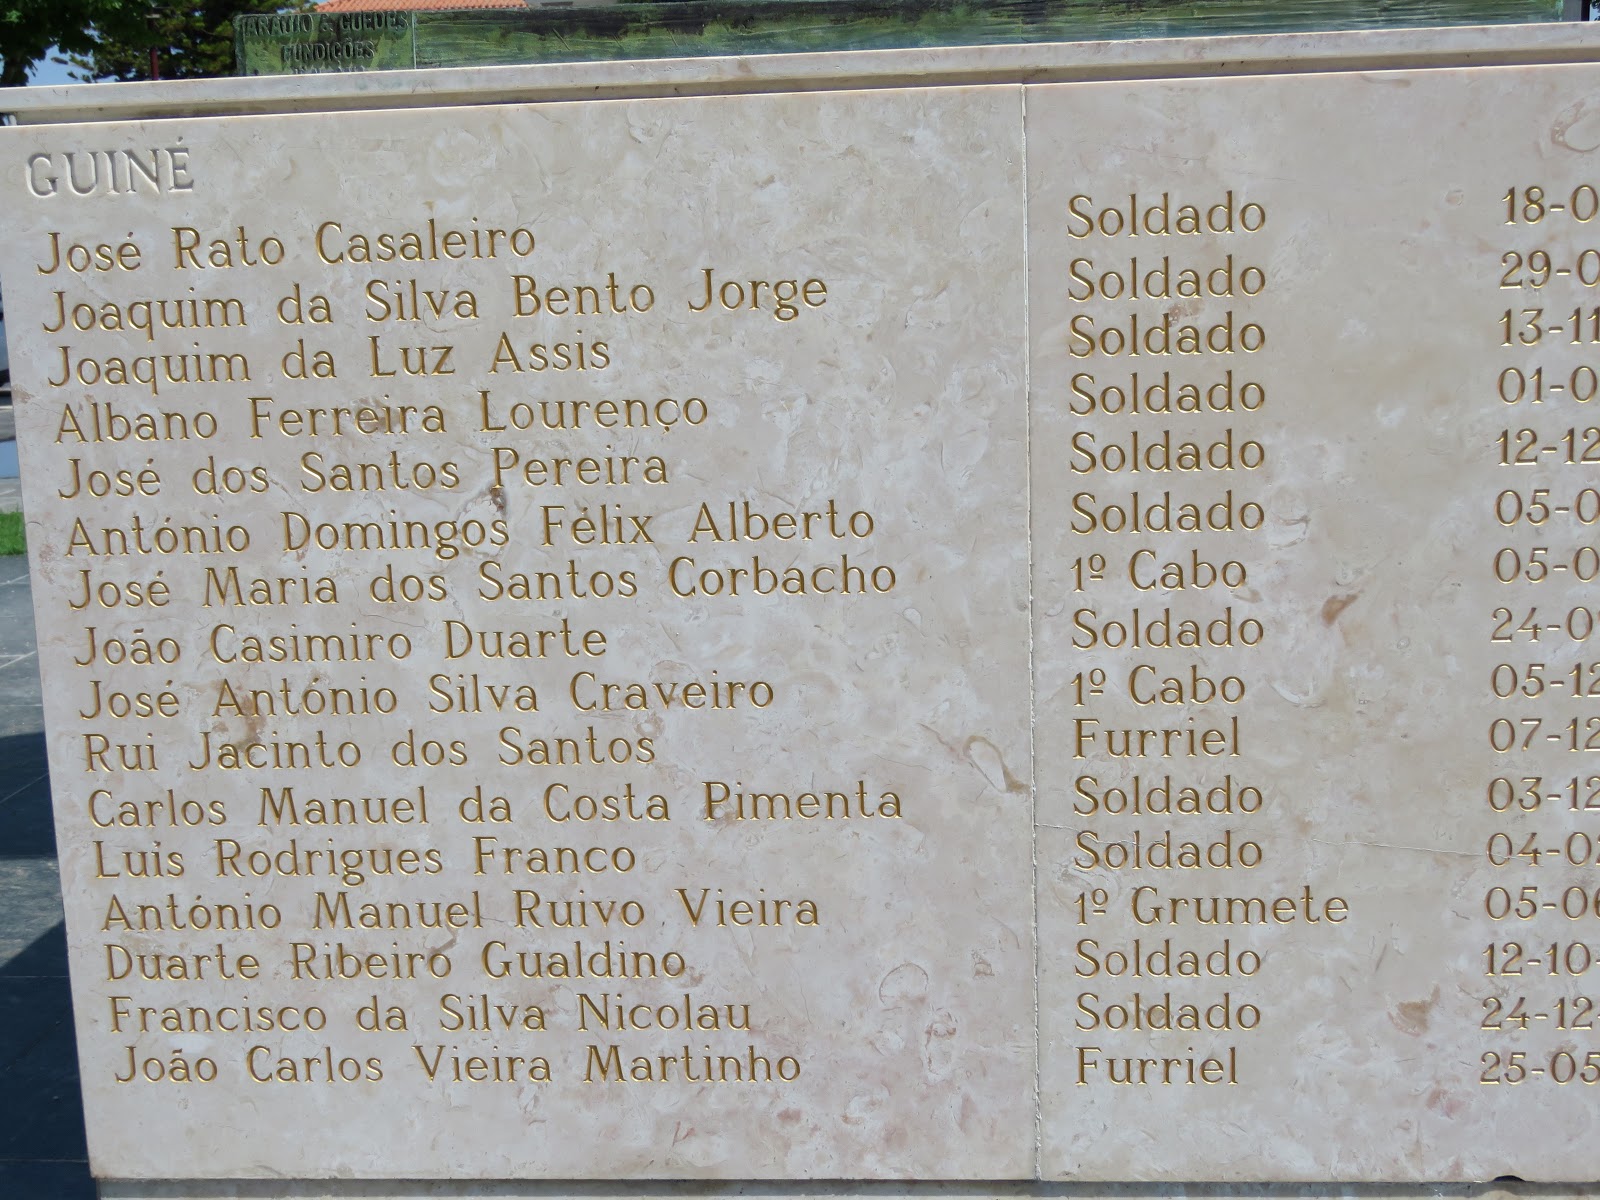 ARAUJO & GUEDES
FUNDIÇÕES
GUINÉ
José Rato Casaleiro Soldado 18-0
Joaquim da Silva Bento Jorge Soldado 29-0
Joaquim da Luz Assis Soldado 13-11
Albano Ferreira Lourenço Soldado 01-0
José dos Santos Pereira Soldado 12-12
António Domingos Félix Alberto Soldado 05-0
José Maria dos Santos Corbacho 1º Cabo 05-0
João Casimiro Duarte Soldado 24-0
José António Silva Craveiro 1º Cabo 05-12
Rui Jacinto dos Santos Furriel 07-12
Carlos Manuel da Costa Pimenta Soldado 03-12
Luís Rodrigues Franco Soldado 04-02
António Manuel Ruivo Vieira 1º Grumete 05-06
Duarte Ribeiro Gualdino Soldado 12-10-
Francisco da Silva Nicolau Soldado 24-12-
João Carlos Vieira Martinho Furriel 25-05